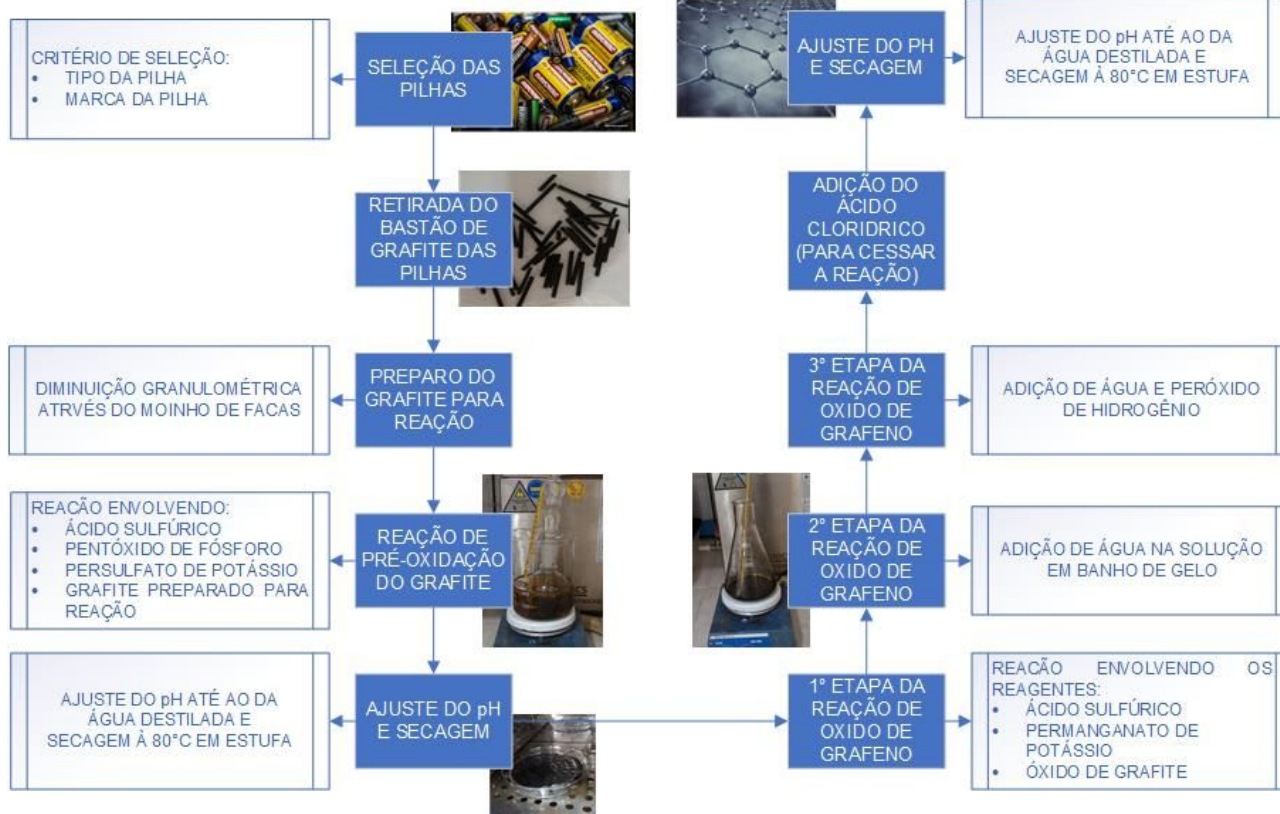 CRITÉRIO DE SELEÇÃO:
• TIPO DA PILHA
• MARCA DA PILHA
SELEÇÃO DAS
PILHAS
RETIRADA DO
BASTÃO DE
GRAFITE DAS
PILHAS
DIMINUIÇÃO GRANULOMÉTRICA
ATRVÉS DO MOINHO DE FACAS
PREPARO DO
GRAFITE PARA
REAÇÃO
REACÃO ENVOLVENDO:
• ÁCIDO SULFÚRICO
• PENTÓXIDO DE FÓSFORO
• PERSULFATO DE POTÁSSIO
• GRAFITE PREPARADO PARA
REAÇÃO
REAÇÃO DE
PRÉ-OXIDAÇÃO
DO GRAFITE
AJUSTE DO pH ATÉ AO DA
ÁGUA DESTILADA E
SECAGEM À 80°C EM ESTUFA
AJUSTE DO pH
E SECAGEM
1º ETAPA DA
REAÇÃO DE
OXIDO DE
GRAFENO
REACÃO ENVOLVENDO OS
REAGENTES:
• ÁCIDO SULFÚRICO
• PERMANGANATO DE
POTÁSSIO
• ÓXIDO DE GRAFITE
2º ETAPA DA
REAÇÃO DE
OXIDO DE
GRAFENO
ADIÇÃO DE ÁGUA NA SOLUÇÃO
EM BANHO DE GELO
3º ETAPA DA
REAÇÃO DE
OXIDO DE
GRAFENO
ADIÇÃO DE ÁGUA E PERÓXIDO
DE HIDROGÊNIO
ADIÇÃO DO
ÁCIDO
CLORIDRICO
(PARA CESSAR
A REAÇÃO)
AJUSTE DO PH
E SECAGEM
AJUSTE DO pH ATÉ AO DA
ÁGUA DESTILADA E
SECAGEM À 80°C EM ESTUFA